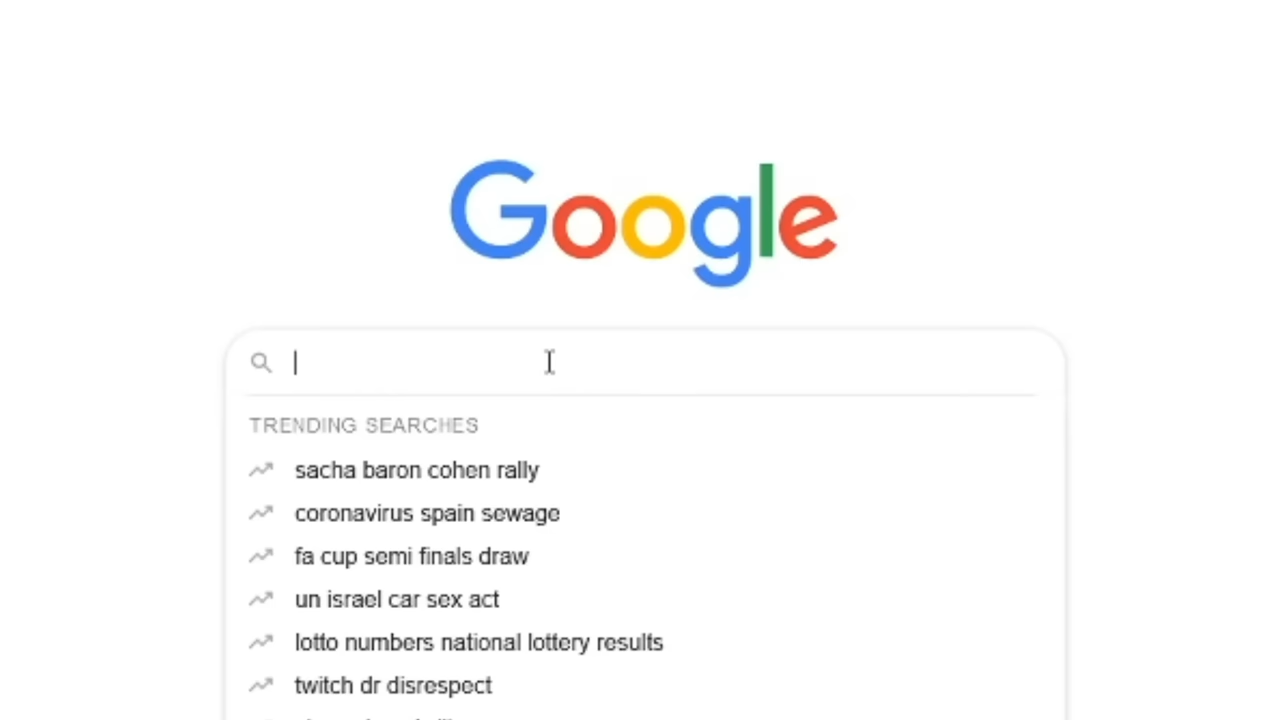 Google
TRENDING SEARCHES
sacha baron cohen rally
coronavirus spain sewage
fa cup semi finals draw
un israel car sex act
lotto numbers national lottery results
twitch dr disrespect